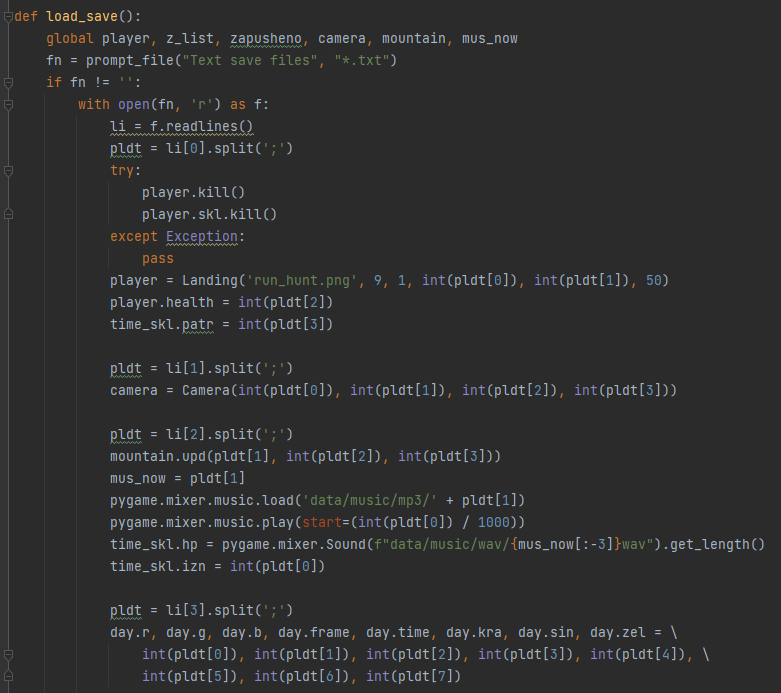 def load_save():
    global player, z_list, zapusheno, camera, mountain, mus_now
    fn = prompt_file("Text save files", "*.txt")
    if fn != '':
        with open(fn, 'r') as f:
            li = f.readlines()
            pldt = li[0].split(';')
            try:
                player.kill()
                player.skl.kill()
            except Exception:
                pass
            player = Landing('run_hunt.png', 9, 1, int(pldt[0]), int(pldt[1]), 50)
            player.health = int(pldt[2])
            time_skl.patr = int(pldt[3])

            pldt = li[1].split(';')
            camera = Camera(int(pldt[0]), int(pldt[1]), int(pldt[2]), int(pldt[3]))

            pldt = li[2].split(';')
            mountain.upd(pldt[1], int(pldt[2]), int(pldt[3]))
            mus_now = pldt[1]
            pygame.mixer.music.load('data/music/mp3/' + pldt[1])
            pygame.mixer.music.play(start=(int(pldt[0]) / 1000))
            time_skl.hp = pygame.mixer.Sound(f"data/music/wav/{mus_now[:-3]}wav").get_length()
            time_skl.izn = int(pldt[0])

            pldt = li[3].split(';')
            day.r, day.g, day.b, day.frame, day.time, day.kra, day.sin, day.zel = \
                int(pldt[0]), int(pldt[1]), int(pldt[2]), int(pldt[3]), int(pldt[4]), \
                int(pldt[5]), int(pldt[6]), int(pldt[7])